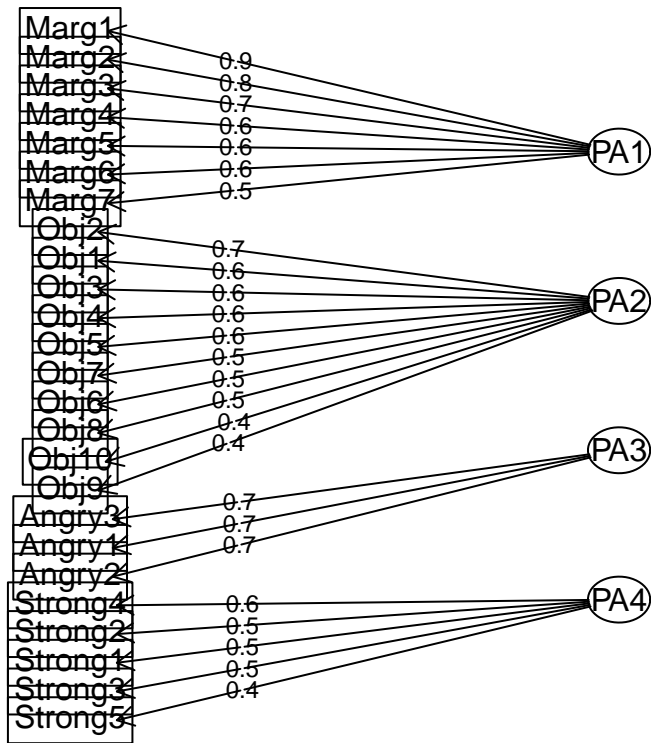 Marg1
Marg2
Marg3
Marg4
Marg5
Marg6
Marg7
Obj2
Obj1
Obj3
Obj4
Obj5
Obj7
Obj6
Obj8
Obj10
Obj9
Angry3
Angry1
Angry2
Strong4
Strong2
Strong1
Strong3
Strong5
0.9
0.8
0.7
0.6
0.6
0.6
0.5
0.7
0.6
0.6
0.6
0.6
0.5
0.5
0.5
0.4
0.4
0.7
0.7
0.7
0.6
0.5
0.5
0.5
0.4
PA1
PA2
PA3
PA4